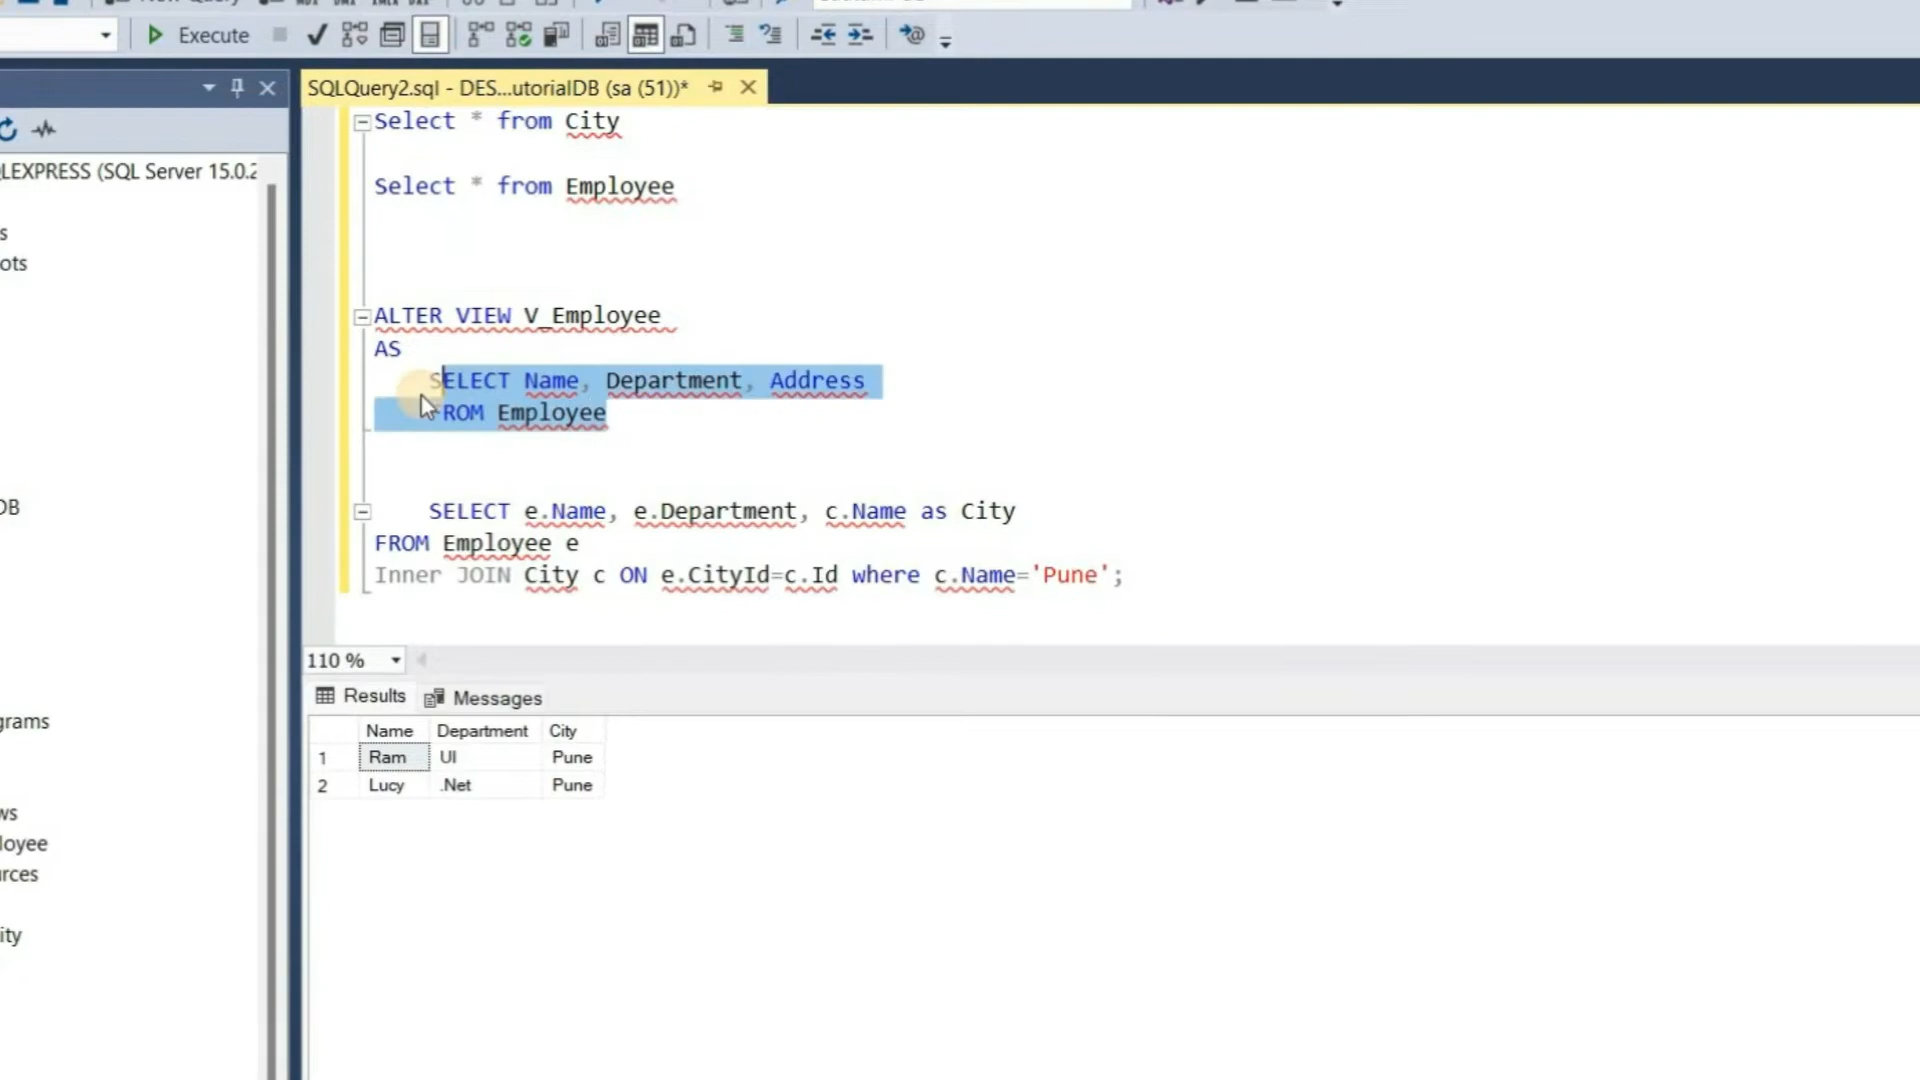 Execute
SQLQuery2.sql - DES...utorialDB (sa (51))*
LEXPRESS (SQL Server 15.0.2
s
ots
DB
grams
ws
loyee
rces
ity
Select * from City
Select * from Employee
ALTER VIEW V_Employee
AS
SELECT Name, Department, Address
FROM Employee
SELECT e.Name, e.Department, c.Name as City
FROM Employee e
Inner JOIN City c ON e.CityId=c.Id where c.Name='Pune';
110 %
Results Messages
Name Department City
1 Ram UI Pune
2 Lucy .Net Pune